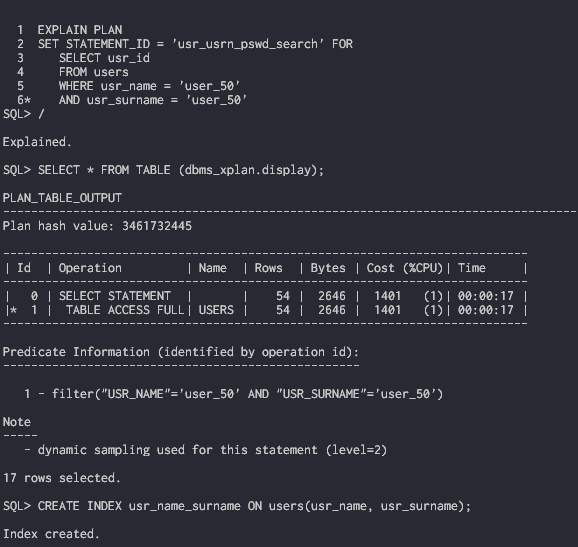 1 EXPLAIN PLAN
2 SET STATEMENT_ID = 'usr_usrn_pswd_search' FOR
3 SELECT usr_id
4 FROM users
5 WHERE usr_name = 'user_50'
6* AND usr_surname = 'user_50'
SQL> /
Explained.
SQL> SELECT * FROM TABLE (dbms_xplan.display);
PLAN_TABLE_OUTPUT
--------------------------------------------------------------------------------
Plan hash value: 3461732445
---------------------------------------------------------------------------
| Id | Operation | Name | Rows | Bytes | Cost (%CPU)| Time |
---------------------------------------------------------------------------
| 0 | SELECT STATEMENT | | 54 | 2646 | 1401 (1)| 00:00:17 |
|* 1 | TABLE ACCESS FULL| USERS | 54 | 2646 | 1401 (1)| 00:00:17 |
---------------------------------------------------------------------------
Predicate Information (identified by operation id):
---------------------------------------------------
1 - filter("USR_NAME"='user_50' AND "USR_SURNAME"='user_50')
Note
-----
- dynamic sampling used for this statement (level=2)
17 rows selected.
SQL> CREATE INDEX usr_name_surname ON users(usr_name, usr_surname);
Index created.